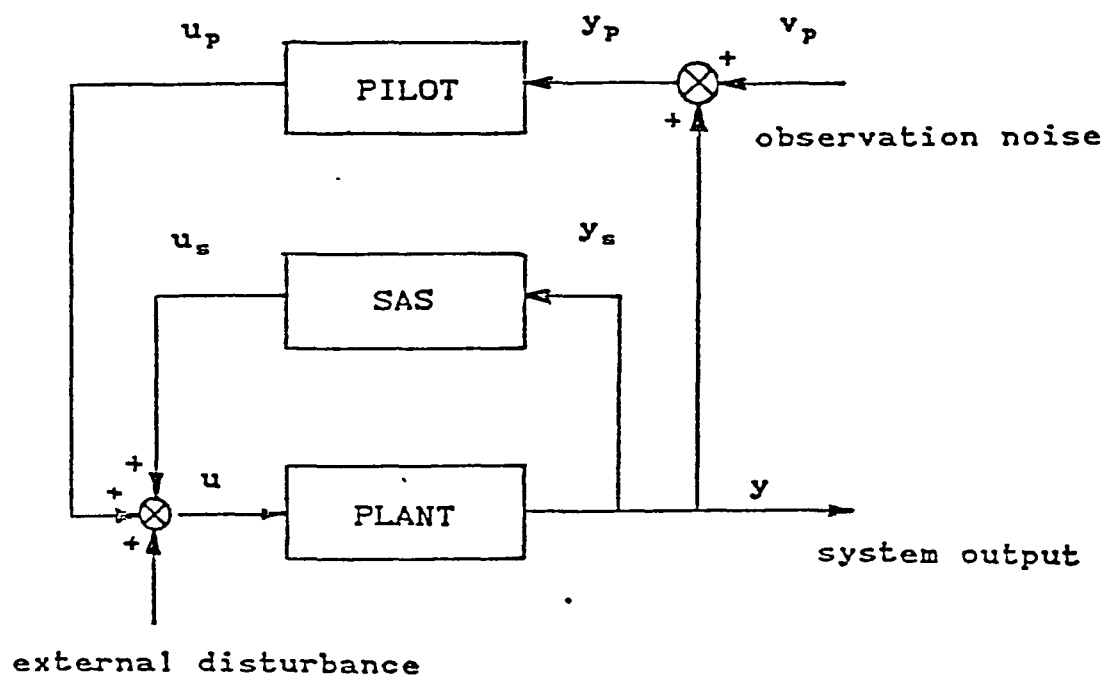 u_p
y_p
v_p
+
PILOT
+
observation noise
u_s
y_s
SAS
+
+
u
PLANT
y
+
system output
external disturbance